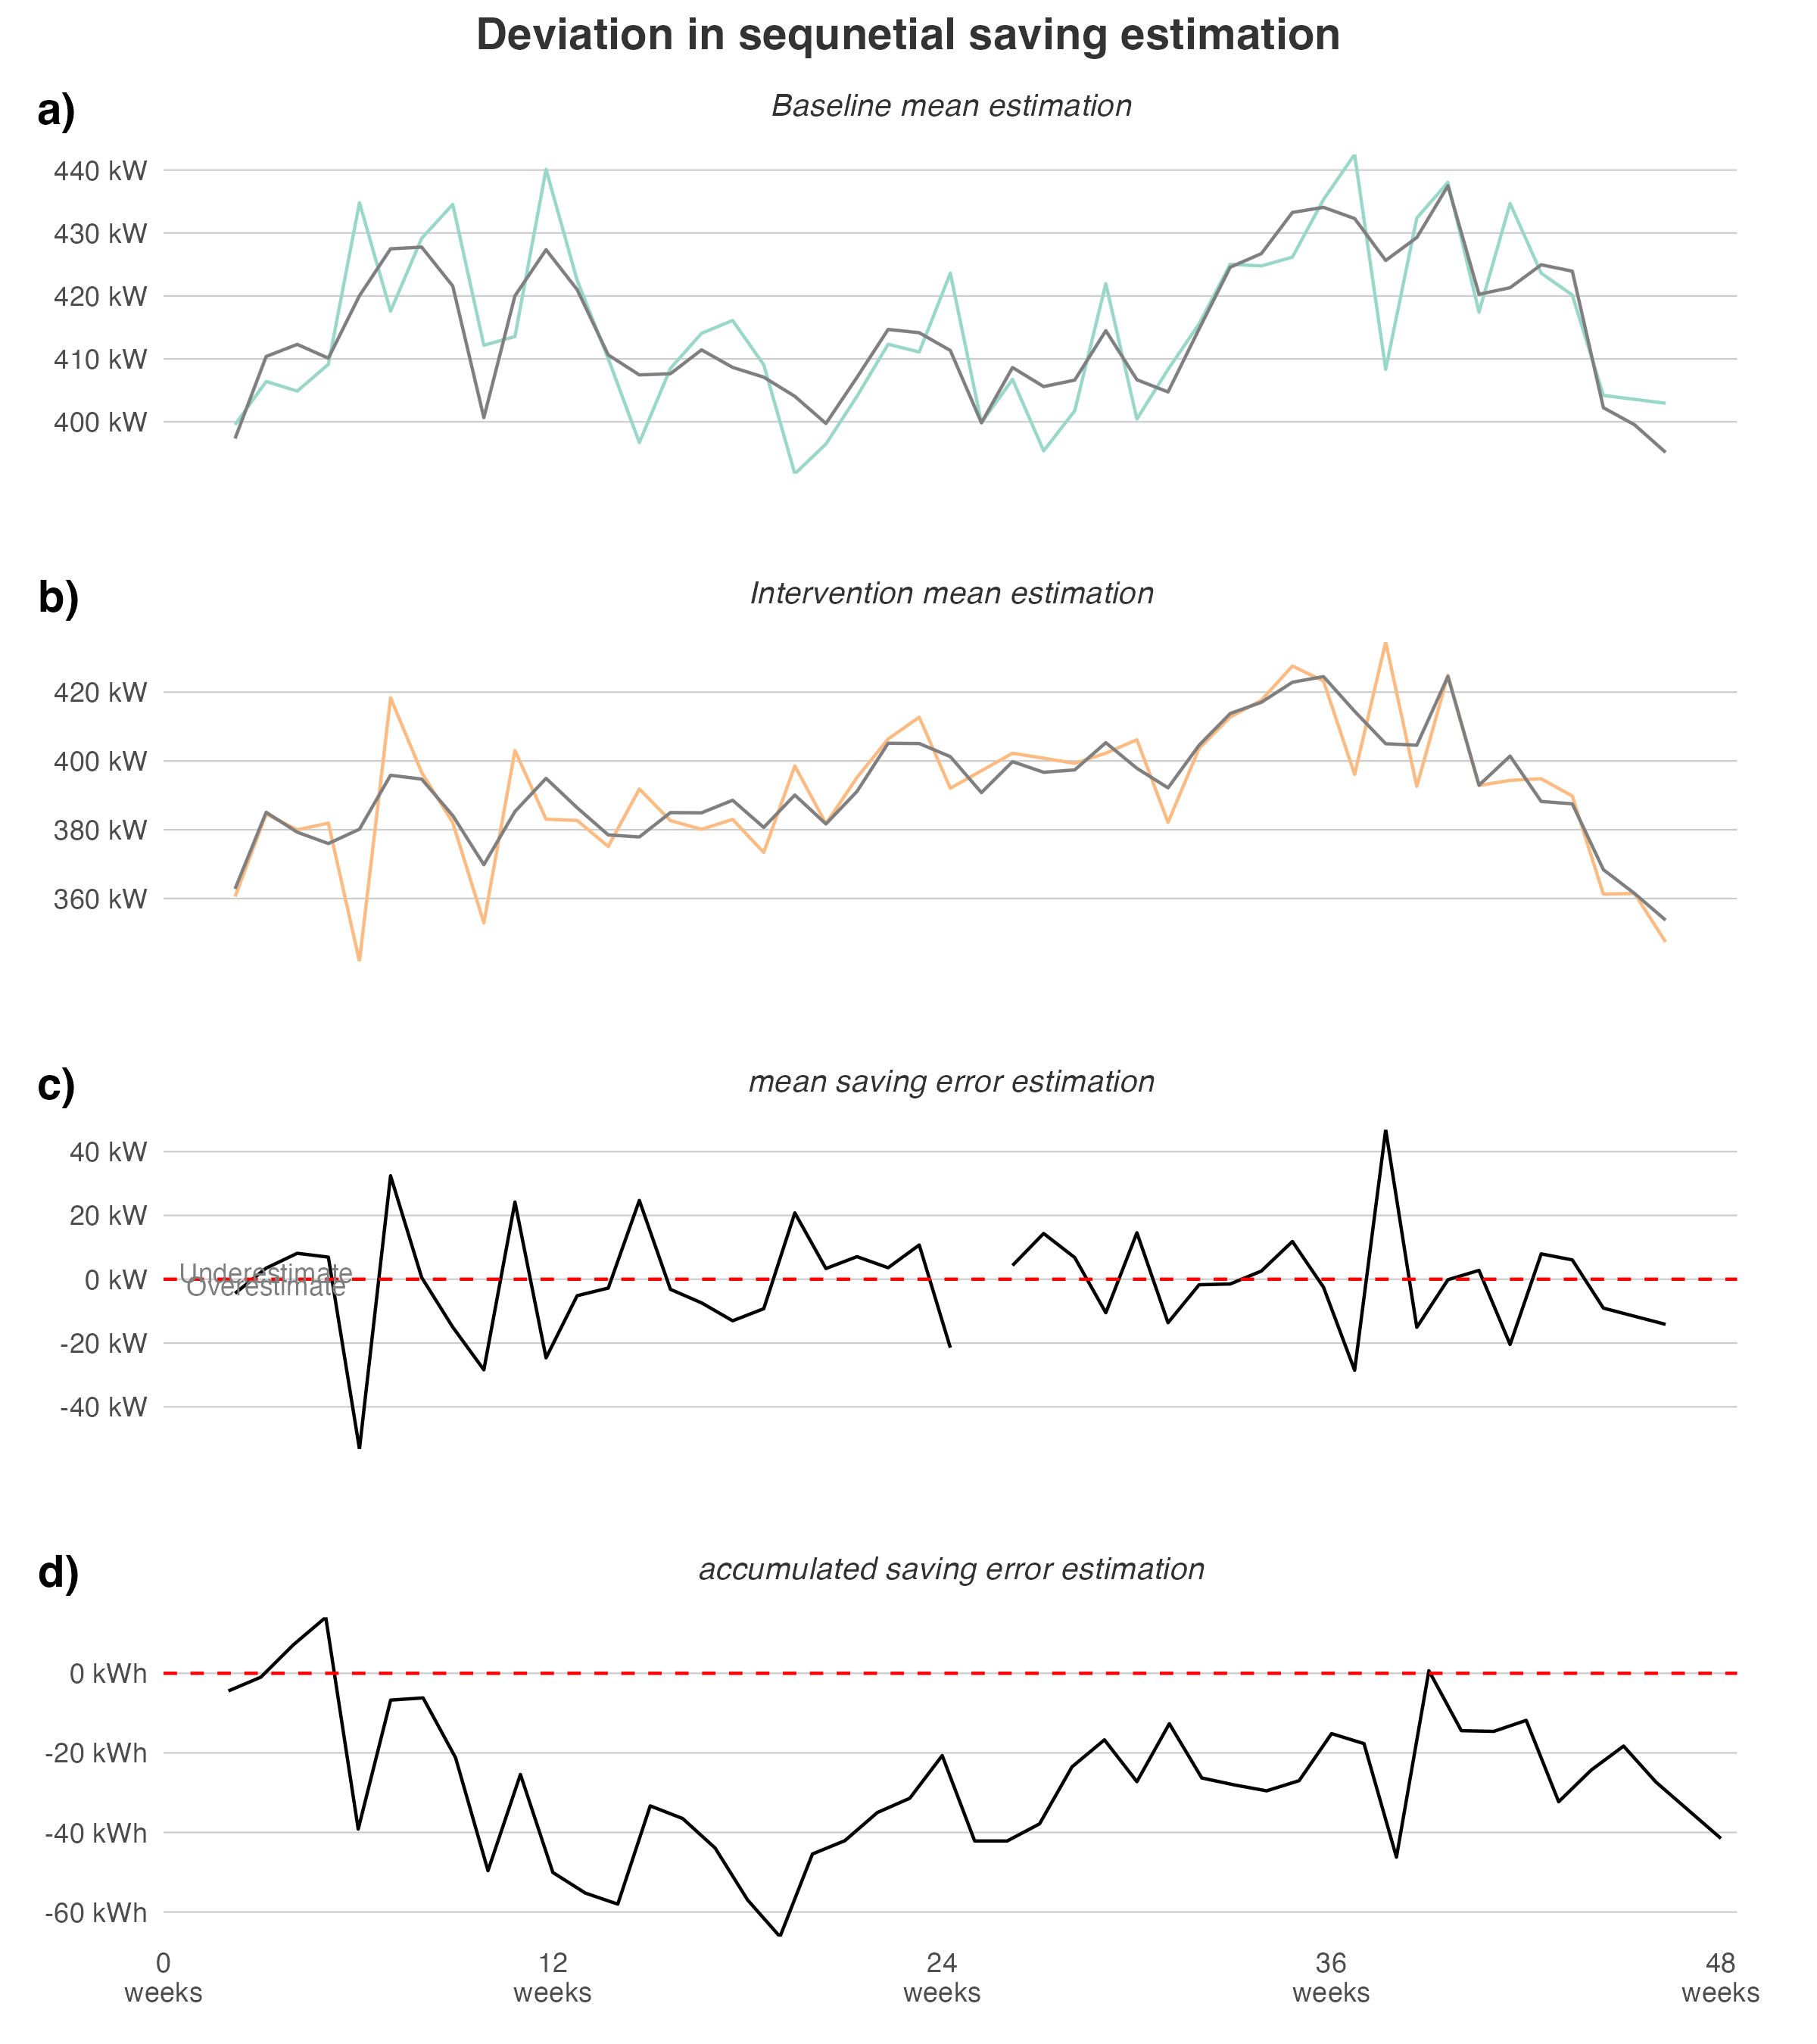 Deviation in sequnetial saving estimation
a)
Baseline mean estimation
440 kW
430 kW
420 kW
410 kW
400 kW
b)
Intervention mean estimation
420 kW
400 kW
380 kW
360 kW
c)
mean saving error estimation
40 kW
20 kW
Underestimate
0 kW
Overestimate
-20 kW
-40 kW
d)
accumulated saving error estimation
0 kWh
-20 kWh
-40 kWh
-60 kWh
0 12 24 36 48
weeks weeks weeks weeks weeks